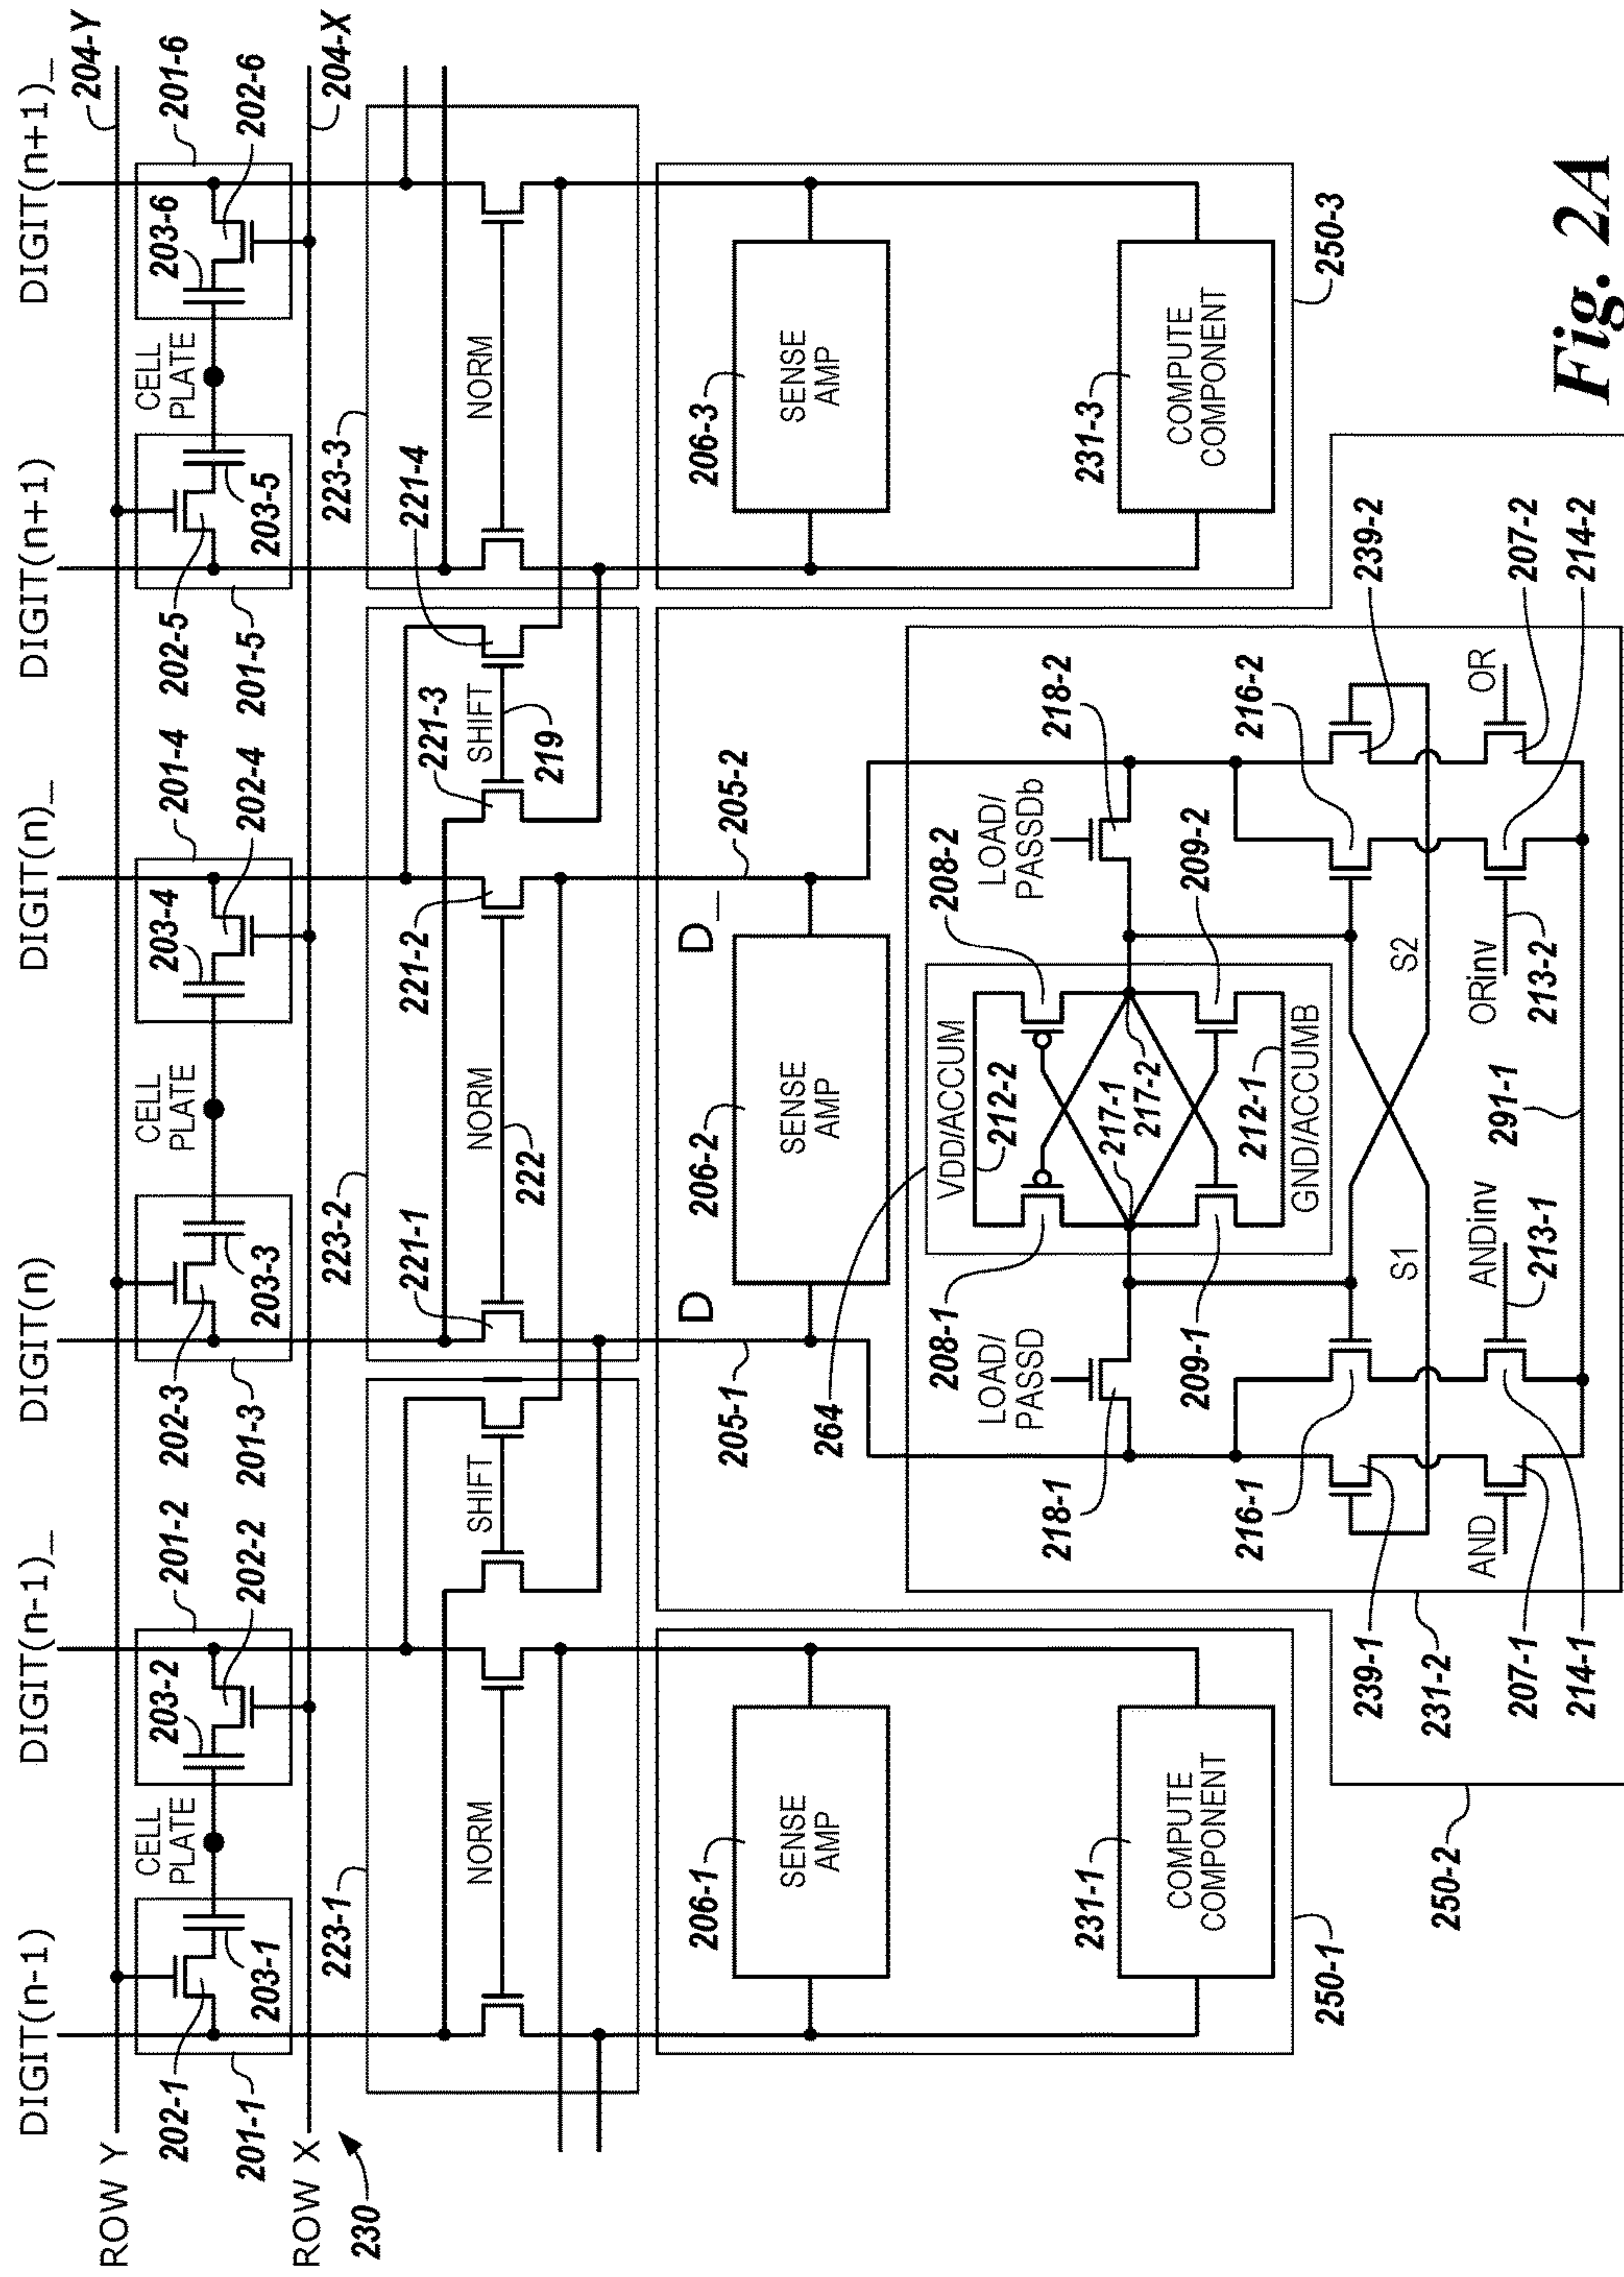 DIGIT(n-1)
DIGIT(n-1)_
DIGIT(n)
DIGIT(n)_
DIGIT(n+1)
DIGIT(n+1)_
ROW Y
204-Y
202-1
203-1
201-1
CELL
PLATE
203-2
201-2
202-2
202-3
203-3
201-3
CELL
PLATE
203-4
201-4
202-4
202-5
203-5
201-5
CELL
PLATE
203-6
201-6
202-6
ROW X
204-X
230
223-1
NORM
SHIFT
223-2
221-1
NORM
222
221-2
221-3
SHIFT
219
221-4
223-3
NORM
205-1
D
D_
205-2
206-1
SENSE
AMP
206-2
SENSE
AMP
206-3
SENSE
AMP
231-1
COMPUTE
COMPONENT
250-1
231-3
COMPUTE
COMPONENT
250-3
264
LOAD/
PASSD
218-1
208-1
209-1
VDD/ACCUM
212-2
217-1
217-2
212-1
GND/ACCUMB
208-2
209-2
LOAD/
PASSDb
218-2
216-1
216-2
239-1
239-2
S1
S2
231-2
AND
207-1
ANDinv
213-1
214-1
291-1
ORinv
213-2
OR
207-2
214-2
250-2
Fig. 2A